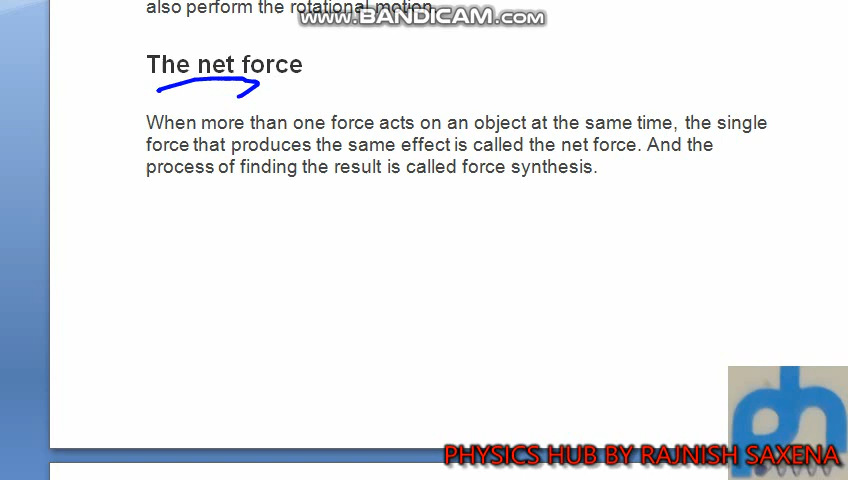 also perform the rotational motion.
www.BANDICAM.com
The net force
When more than one force acts on an object at the same time, the single
force that produces the same effect is called the net force. And the
process of finding the result is called force synthesis.
ph
PHYSICS HUB BY RAJNISH SAXENA